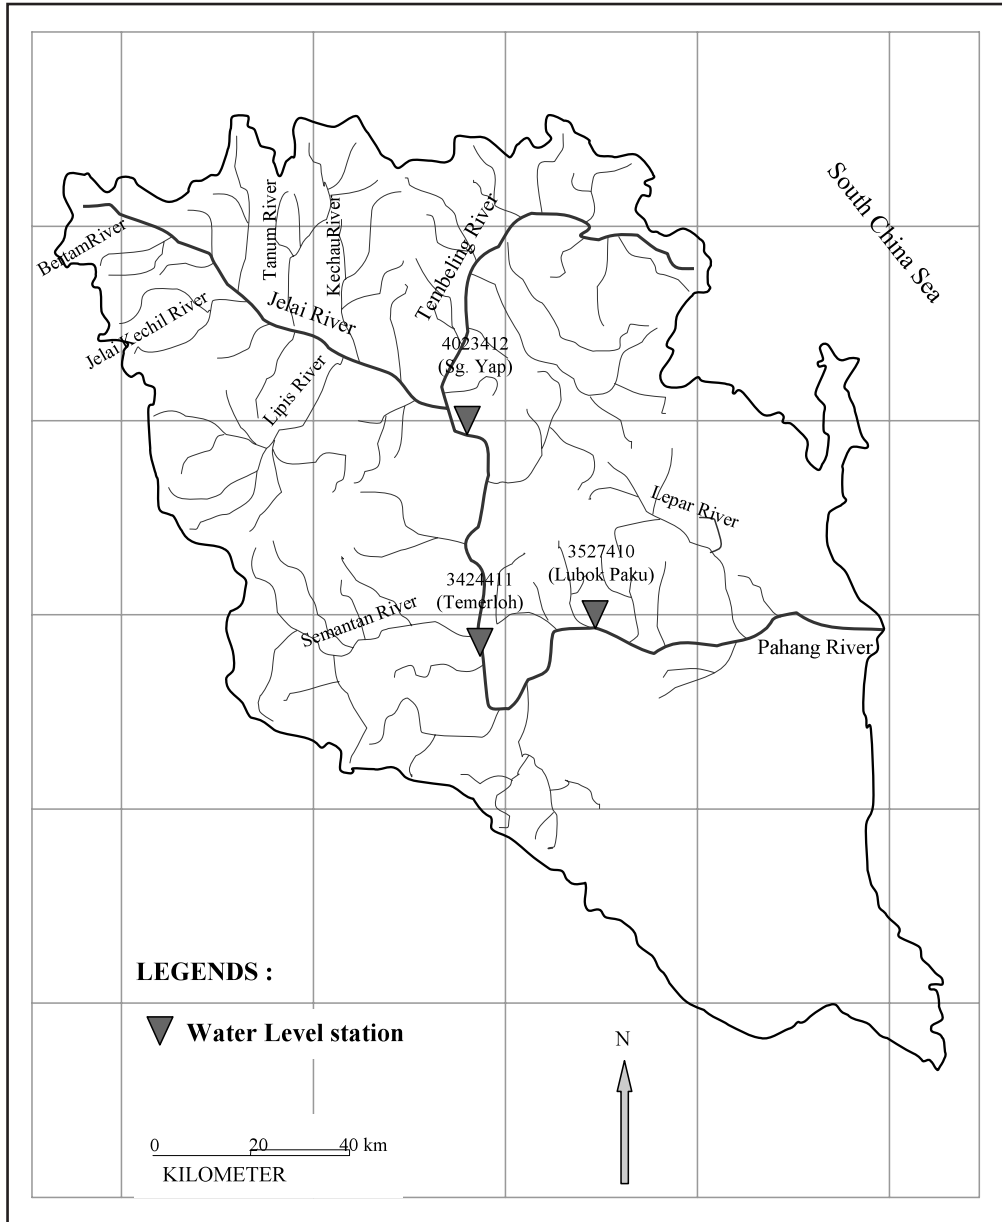 South China Sea
BertamRiver
Tanum River
KechauRiver
Tembeling River
Jelai Kechil River
Jelai River
4023412
(Sg. Yap)
Lipis River
Lepar River
3527410
(Lubok Paku)
3424411
(Temerloh)
Semantan River
Pahang River
LEGENDS :
Water Level station
N
0 20 40 km
KILOMETER